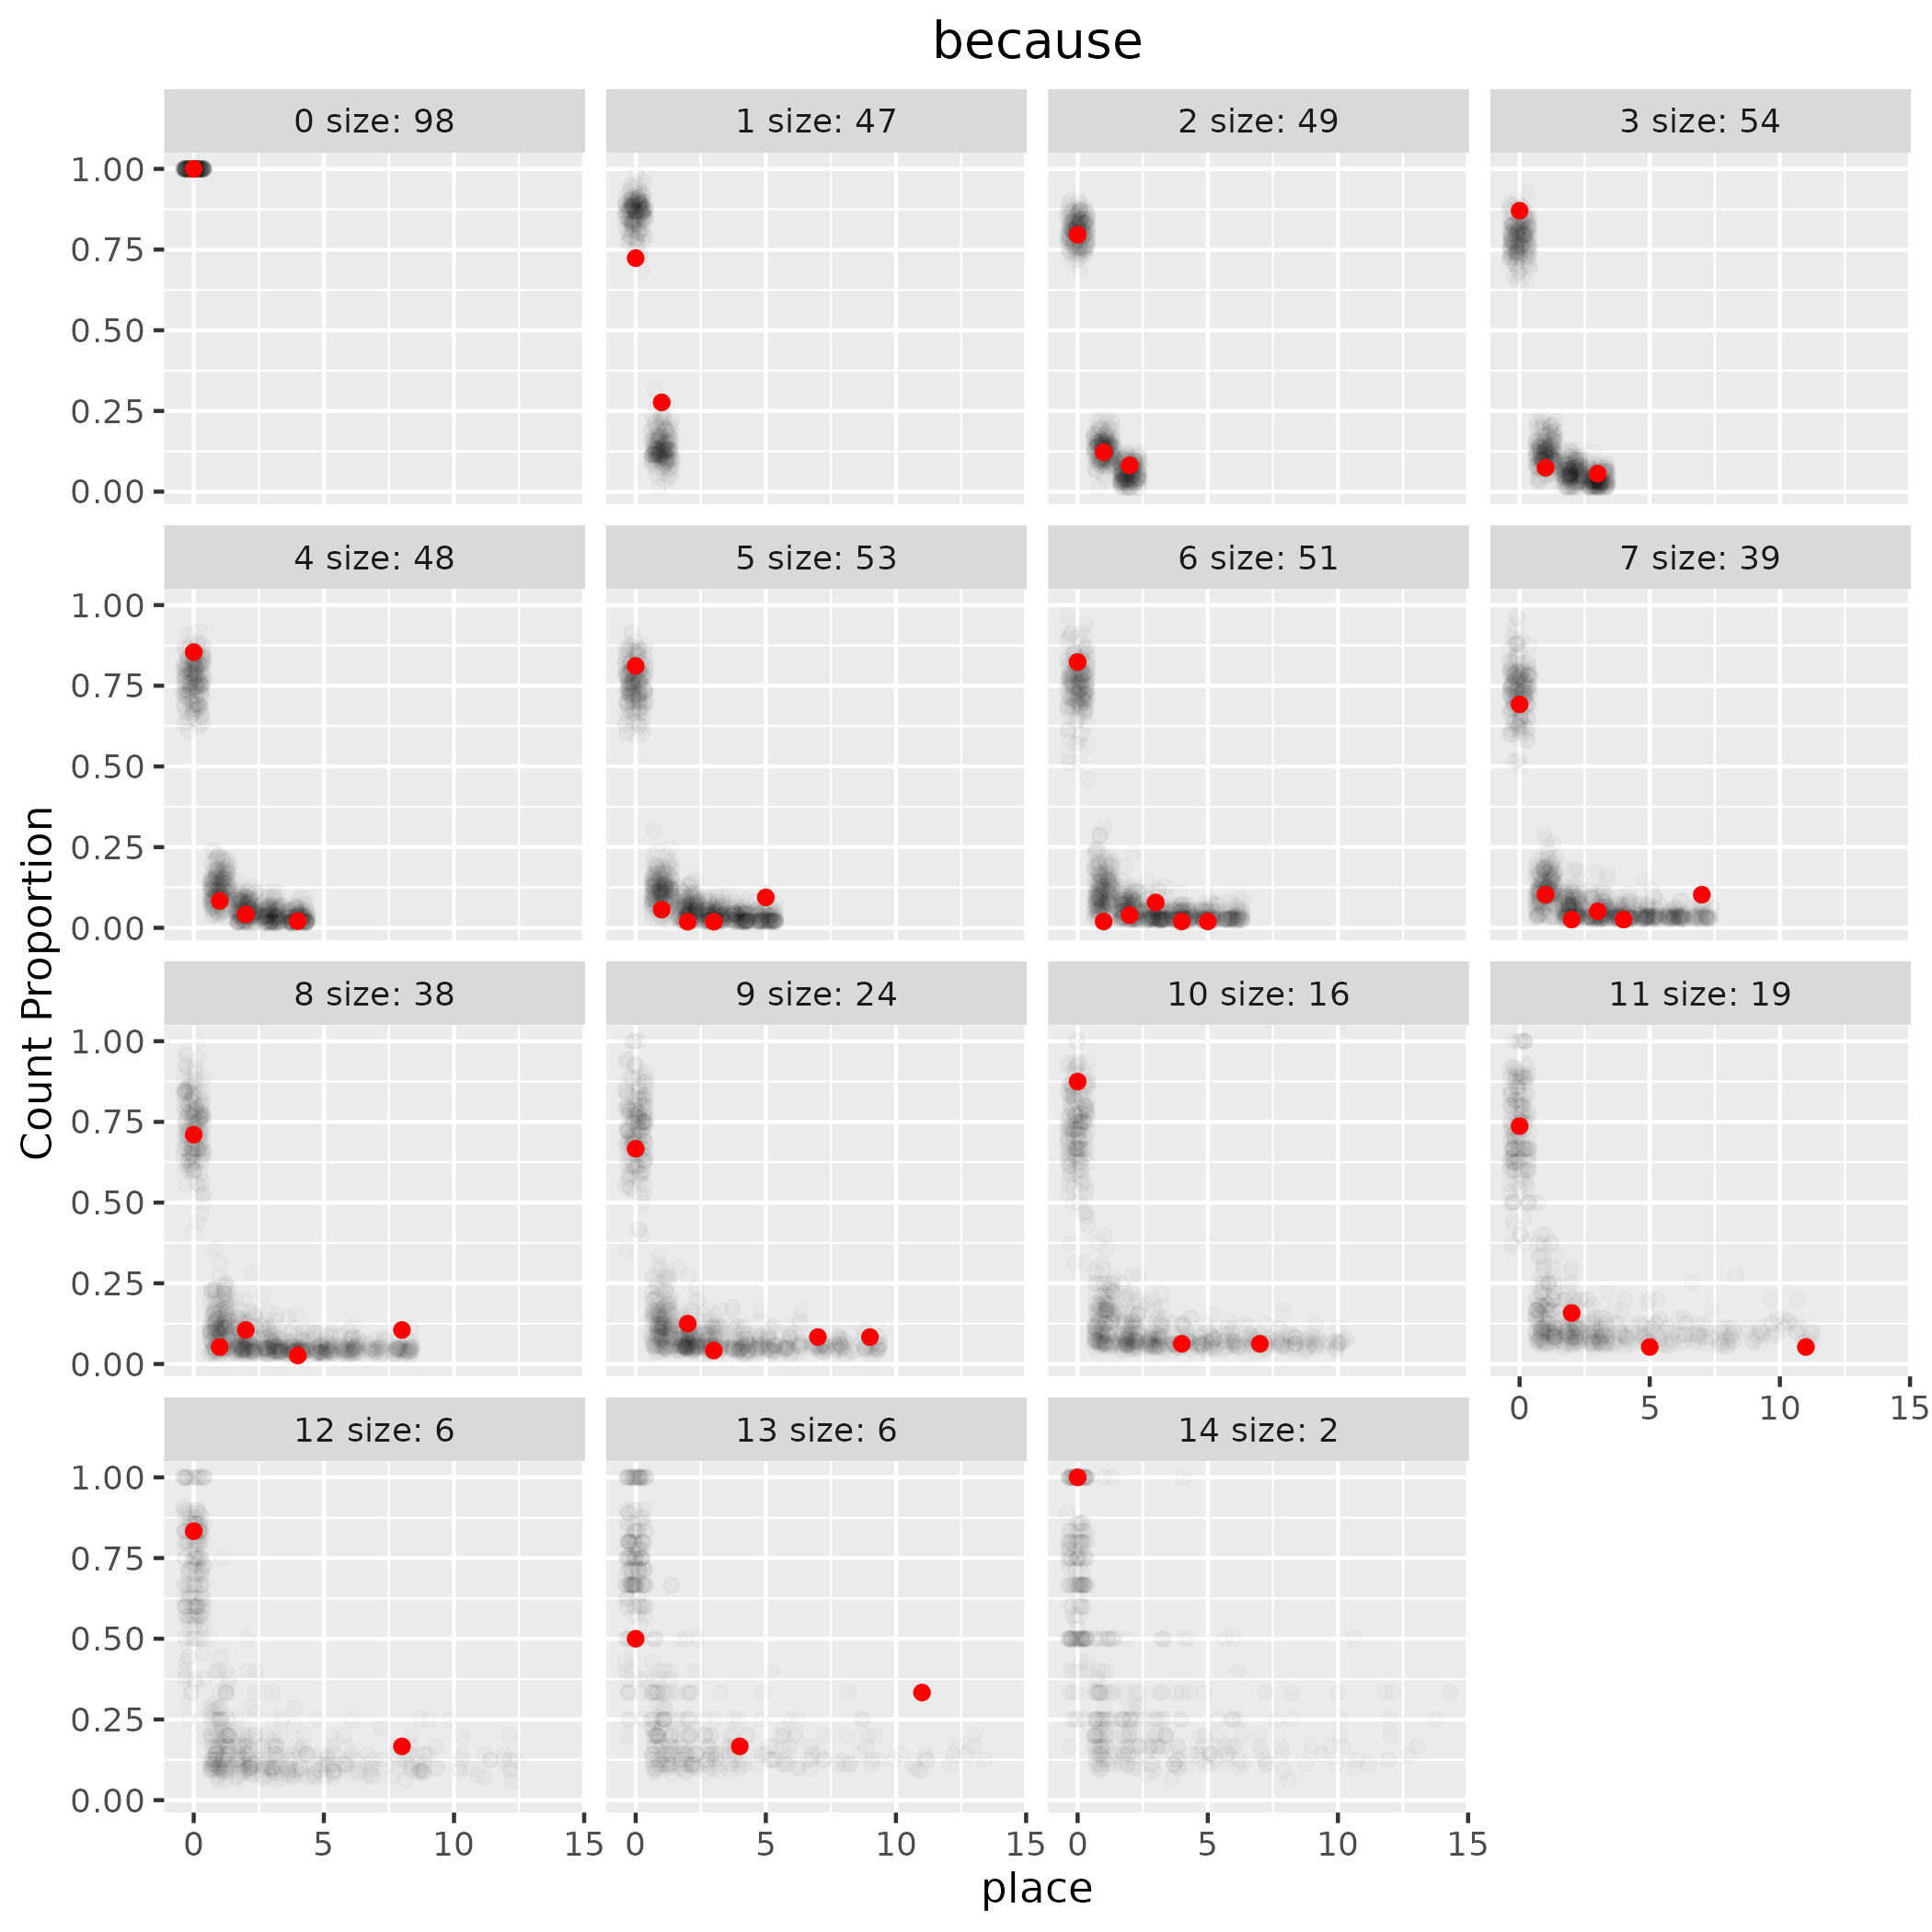 because
0 size: 98
1 size: 47
2 size: 49
3 size: 54
1.00
0.75
0.50
0.25
0.00
4 size: 48
5 size: 53
6 size: 51
7 size: 39
1.00
0.75
0.50
0.25
0.00
Count Proportion
8 size: 38
9 size: 24
10 size: 16
11 size: 19
1.00
0.75
0.50
0.25
0.00
0 5 10 15
12 size: 6
13 size: 6
14 size: 2
1.00
0.75
0.50
0.25
0.00
0 5 10 15
0 5 10 15
0 5 10 15
place